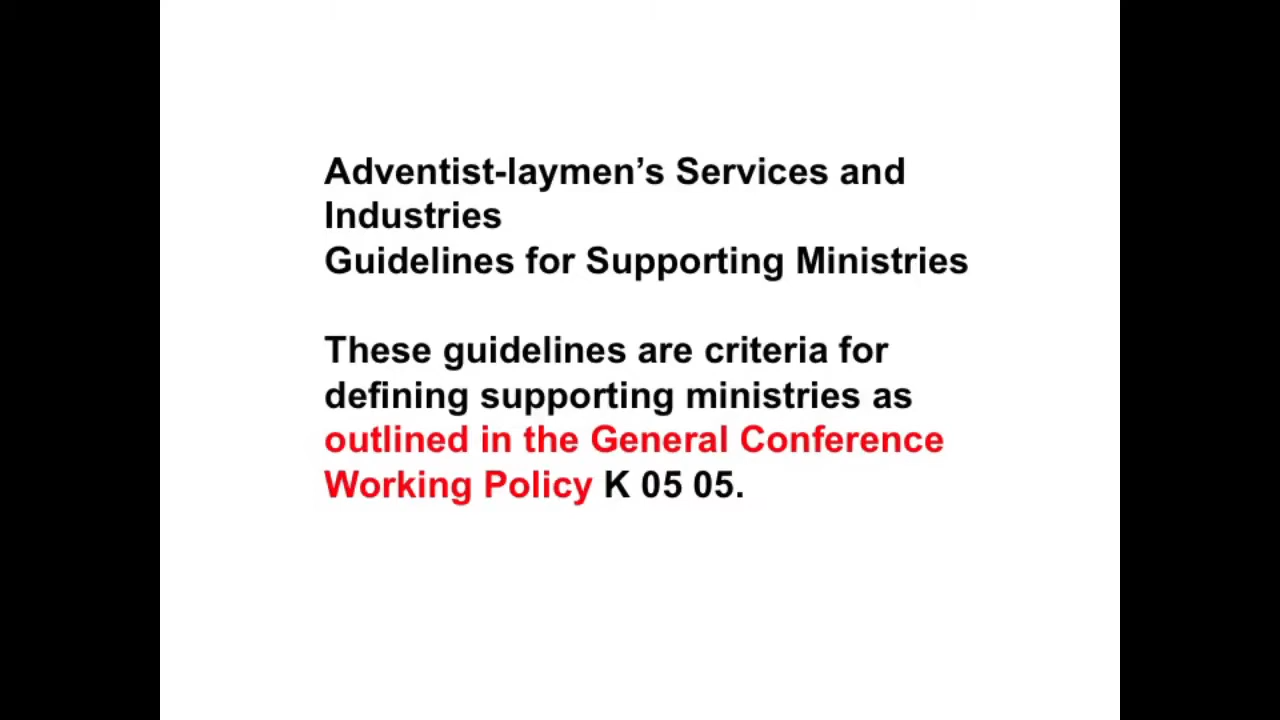 Adventist-laymen’s Services and
Industries
Guidelines for Supporting Ministries
These guidelines are criteria for
defining supporting ministries as
outlined in the General Conference
Working Policy K 05 05.